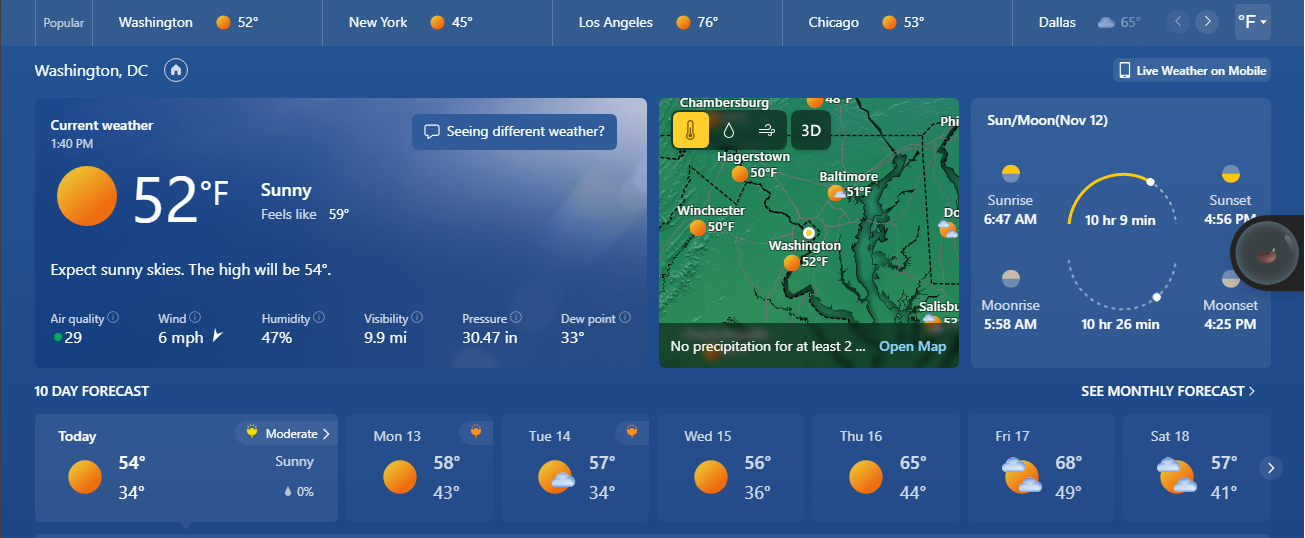 Popular
Washington 52°
New York 45°
Los Angeles 76°
Chicago 53°
Dallas 65°
°F
Washington, DC
Live Weather on Mobile
Current weather
1:40 PM
Seeing different weather?
52°F
Sunny
Feels like 59°
Expect sunny skies. The high will be 54°.
Air quality
29
Wind
6 mph
Humidity
47%
Visibility
9.9 mi
Pressure
30.47 in
Dew point
33°
Chambersburg
48°F
3D
Phi
Hagerstown
50°F
Baltimore
51°F
Winchester
50°F
Do
Washington
52°F
Salisbu
53°
No precipitation for at least 2 ...
Open Map
Sun/Moon(Nov 12)
Sunrise
6:47 AM
10 hr 9 min
Sunset
4:56 PM
Moonrise
5:58 AM
10 hr 26 min
Moonset
4:25 PM
10 DAY FORECAST
SEE MONTHLY FORECAST
Today
Moderate
54°
34°
Sunny
0%
Mon 13
58°
43°
Tue 14
57°
34°
Wed 15
56°
36°
Thu 16
65°
44°
Fri 17
68°
49°
Sat 18
57°
41°